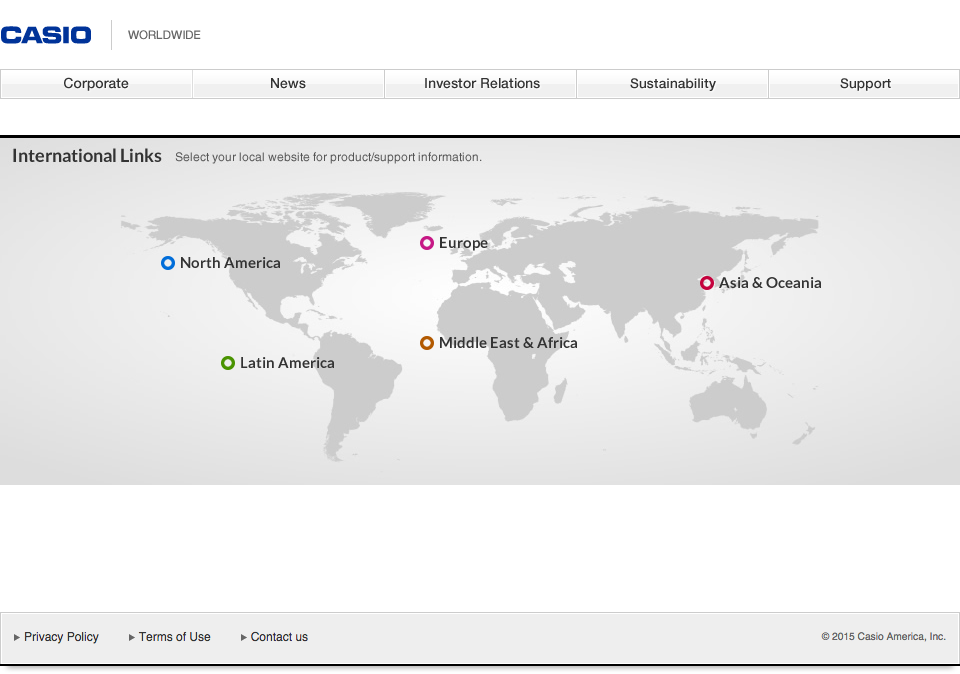 CASIO WORLDWIDE
Corporate News Investor Relations Sustainability Support
International Links Select your local website for product/support information.
Europe
North America
Asia & Oceania
Middle East & Africa
Latin America
Privacy Policy Terms of Use Contact us © 2015 Casio America, Inc.